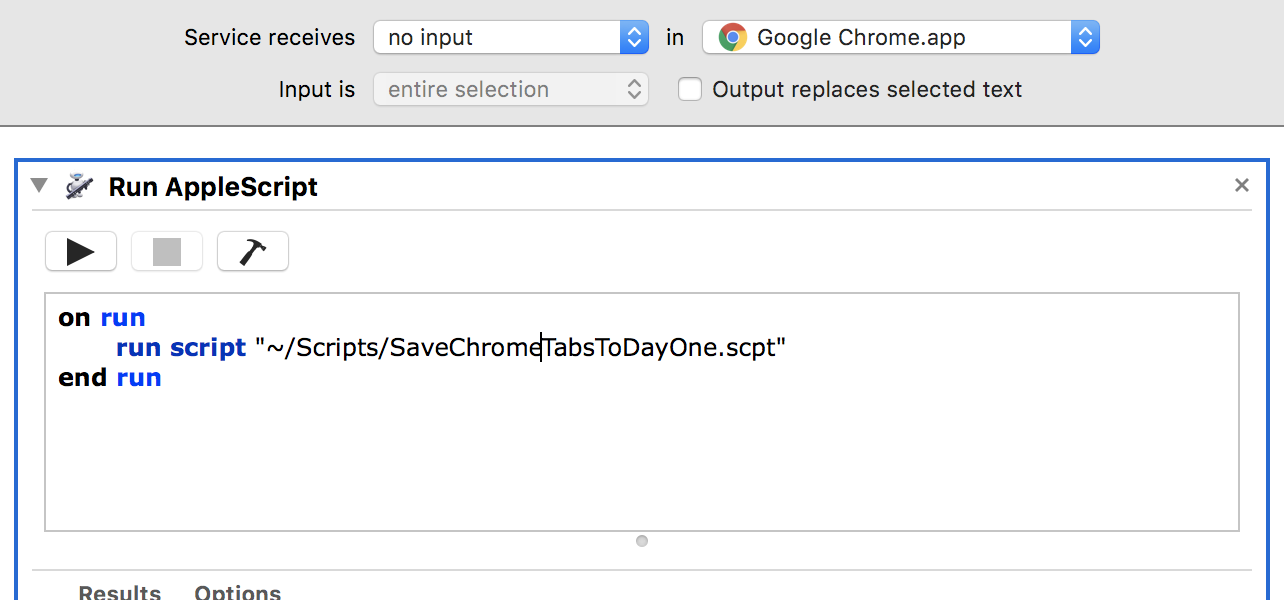 Service receives no input in Google Chrome.app
Input is entire selection Output replaces selected text
Run AppleScript
on run
run script "~/Scripts/SaveChromeTabsToDayOne.scpt"
end run
Results Options